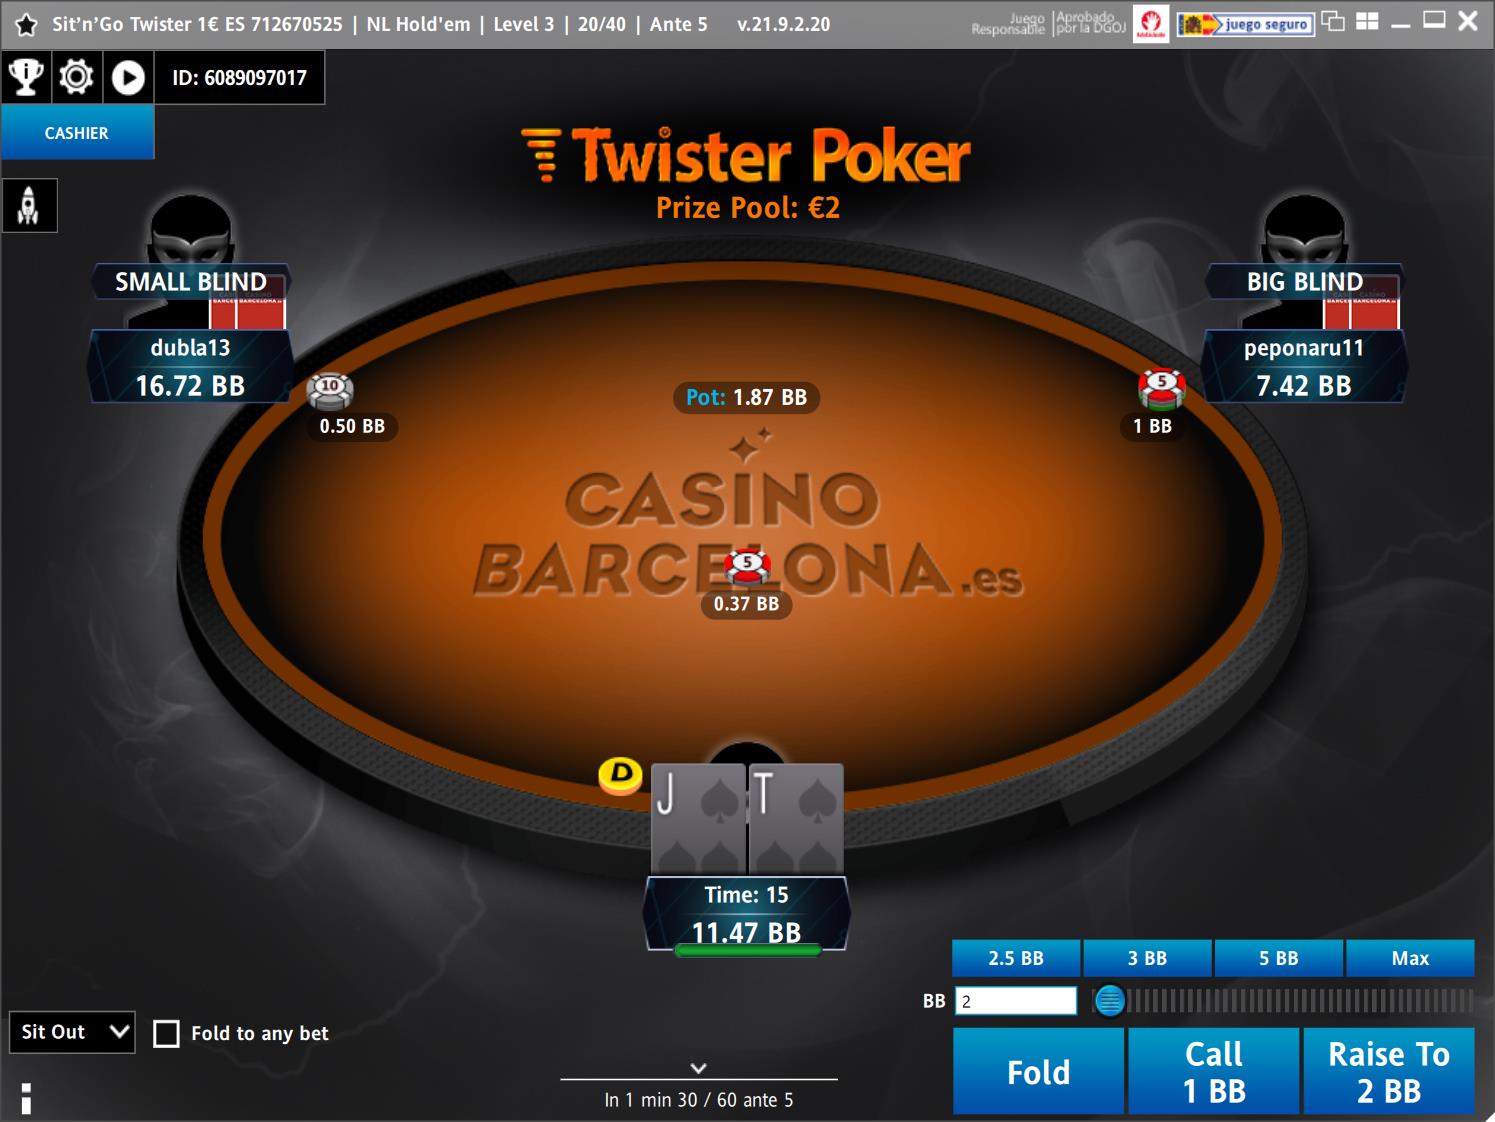 Sit'n'Go Twister 1€ ES 712670525 | NL Hold'em | Level 3 | 20/40 | Ante 5 v.21.9.2.20
Juego Responsable
Aprobado por la DGOJ
juego seguro
ID: 6089097017
CASHIER
Twister Poker
Prize Pool: €2
SMALL BLIND
dubla13
16.72 BB
BIG BLIND
peponaru11
7.42 BB
10
0.50 BB
Pot: 1.87 BB
5
1 BB
CASINO
BARCELONA.es
5
0.37 BB
D
J
T
Time: 15
11.47 BB
2.5 BB
3 BB
5 BB
Max
BB
2
Sit Out
Fold to any bet
Fold
Call
1 BB
Raise To
2 BB
In 1 min 30 / 60 ante 5